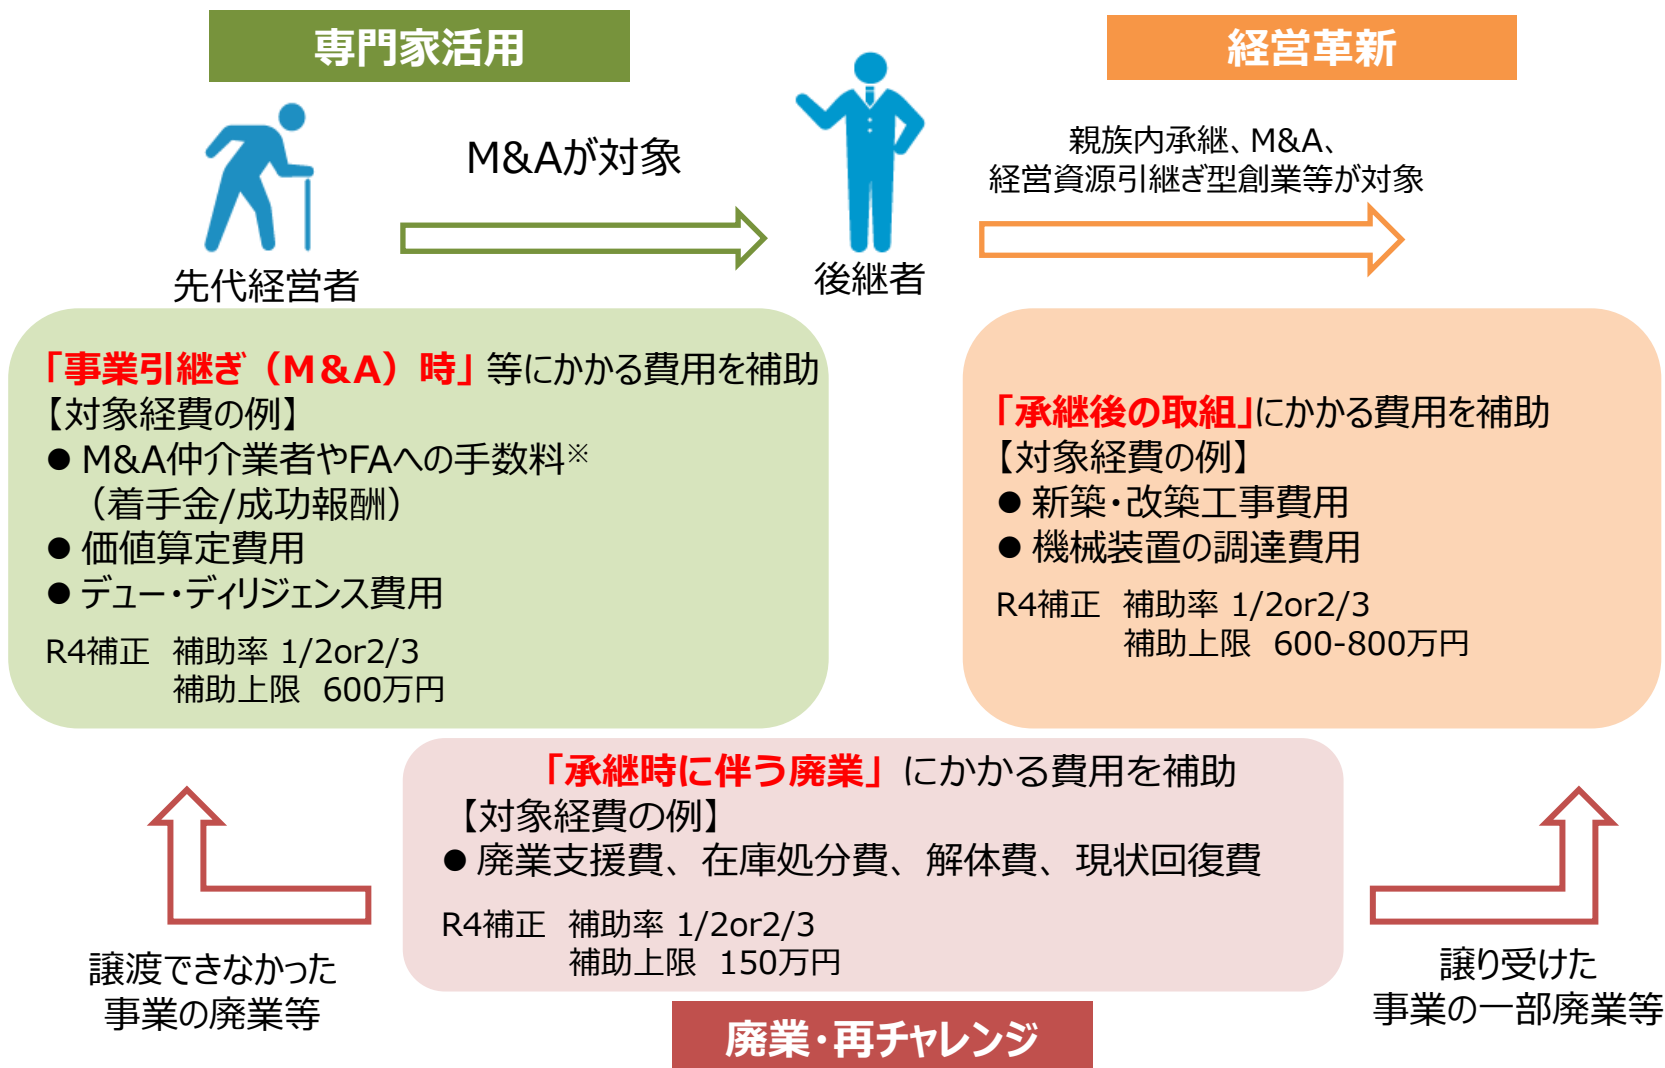 専門家活用
経営革新
M&Aが対象
親族内承継、M&A、
経営資源引継ぎ型創業等が対象
先代経営者
後継者
「事業引継ぎ（M&A）時」等にかかる費用を補助
【対象経費の例】
● M&A仲介業者やFAへの手数料※
（着手金/成功報酬）
● 価値算定費用
● デュー・ディリジェンス費用
R4補正 補助率 1/2or2/3
補助上限 600万円
「承継後の取組」にかかる費用を補助
【対象経費の例】
● 新築・改築工事費用
● 機械装置の調達費用
R4補正 補助率 1/2or2/3
補助上限 600-800万円
「承継時に伴う廃業」にかかる費用を補助
【対象経費の例】
● 廃業支援費、在庫処分費、解体費、現状回復費
R4補正 補助率 1/2or2/3
補助上限 150万円
譲渡できなかった
事業の廃業等
譲り受けた
事業の一部廃業等
廃業・再チャレンジ